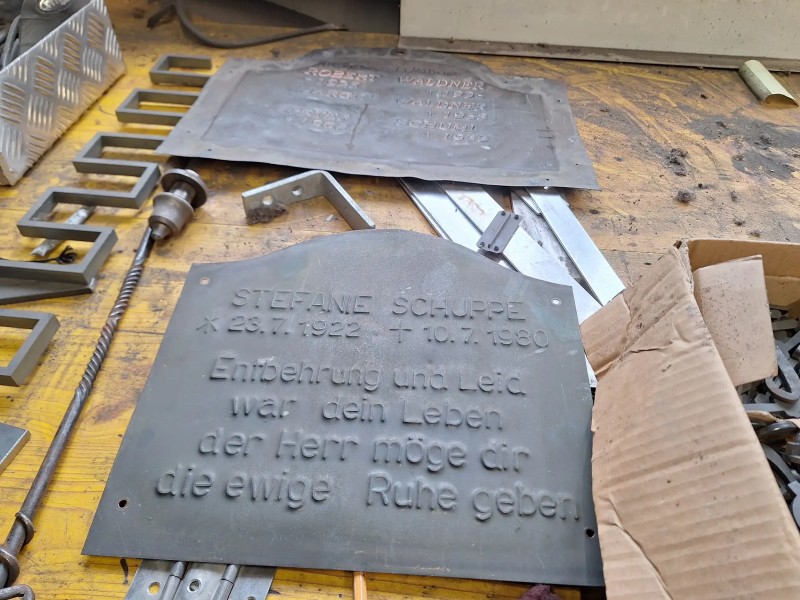 ROBERT WALDNER
WALDNER
STEFANIE SCHUPPE
* 23.7.1922 + 10.7.1980
Entbehrung und Leid
war dein Leben
der Herr möge dir
die ewige Ruhe geben